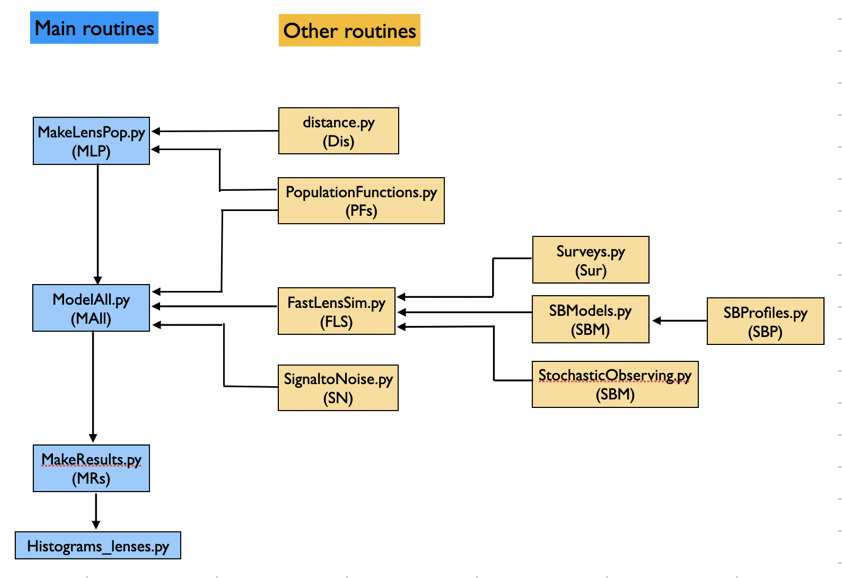 Main routines
Other routines
MakeLensPop.py
(MLP)
distance.py
(Dis)
PopulationFunctions.py
(PFs)
Surveys.py
(Sur)
ModelAll.py
(MAll)
FastLensSim.py
(FLS)
SBModels.py
(SBM)
SBProfiles.py
(SBP)
SignaltoNoise.py
(SN)
StochasticObserving.py
(SBM)
MakeResults.py
(MRs)
Histograms_lenses.py